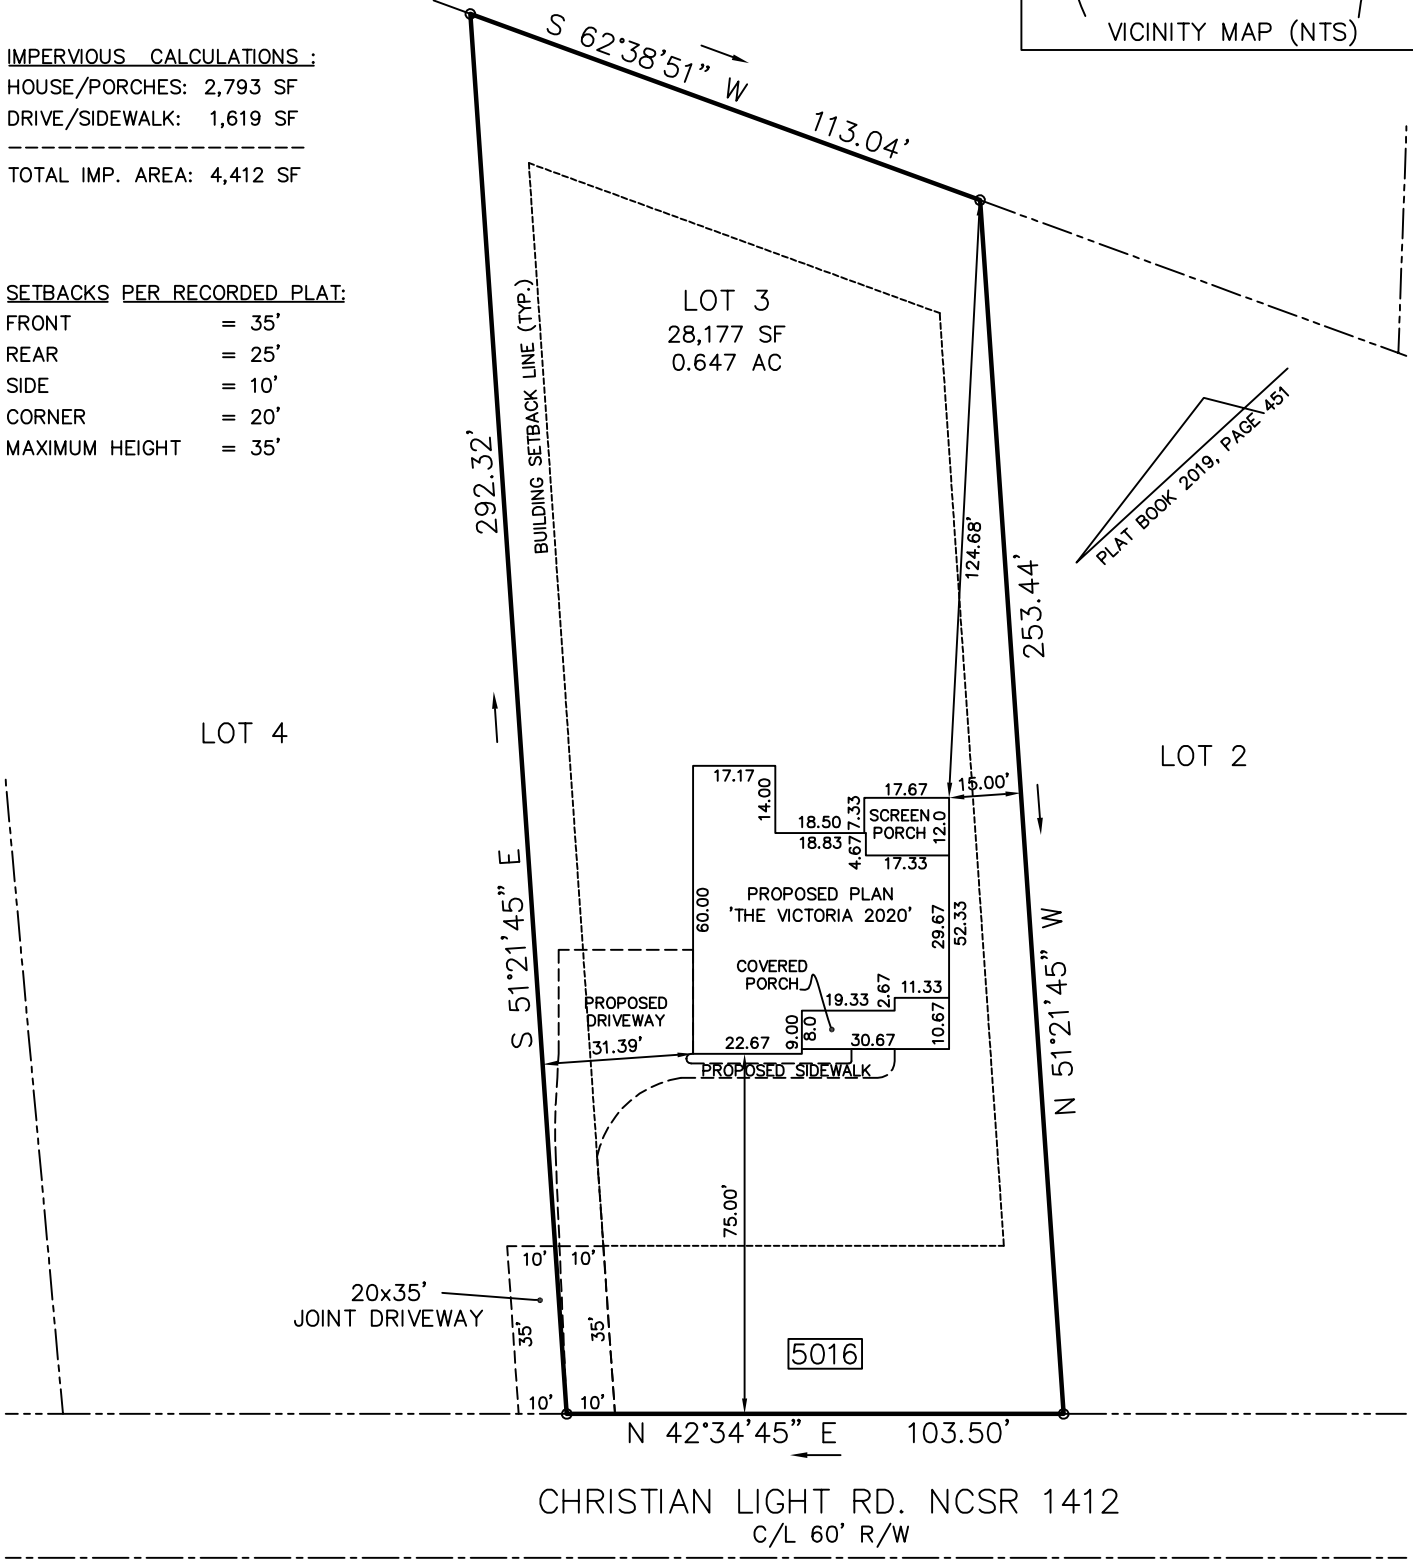 VICINITY MAP (NTS)
IMPERVIOUS CALCULATIONS :
HOUSE/PORCHES: 2,793 SF
DRIVE/SIDEWALK: 1,619 SF
-------------------
TOTAL IMP. AREA: 4,412 SF
SETBACKS PER RECORDED PLAT:
FRONT = 35'
REAR = 25'
SIDE = 10'
CORNER = 20'
MAXIMUM HEIGHT = 35'
S 62°38'51" W
113.04'
LOT 3
28,177 SF
0.647 AC
BUILDING SETBACK LINE (TYP.)
292.32'
S 51°21'45" E
124.68'
253.44'
N 51°21'45" W
PLAT BOOK 2019, PAGE 451
LOT 4
LOT 2
17.17
14.00
18.50
18.83
7.33
4.67
17.67
SCREEN
PORCH
12.0
17.33
15.00'
60.00
PROPOSED PLAN
'THE VICTORIA 2020'
29.67
52.33
COVERED
PORCH
19.33
2.67
11.33
10.67
9.00
8.0
22.67
30.67
PROPOSED
DRIVEWAY
31.39'
PROPOSED SIDEWALK
75.00'
10'
10'
20x35'
JOINT DRIVEWAY
35'
35'
10'
10'
5016
N 42°34'45" E
103.50'
CHRISTIAN LIGHT RD. NCSR 1412
C/L 60' R/W